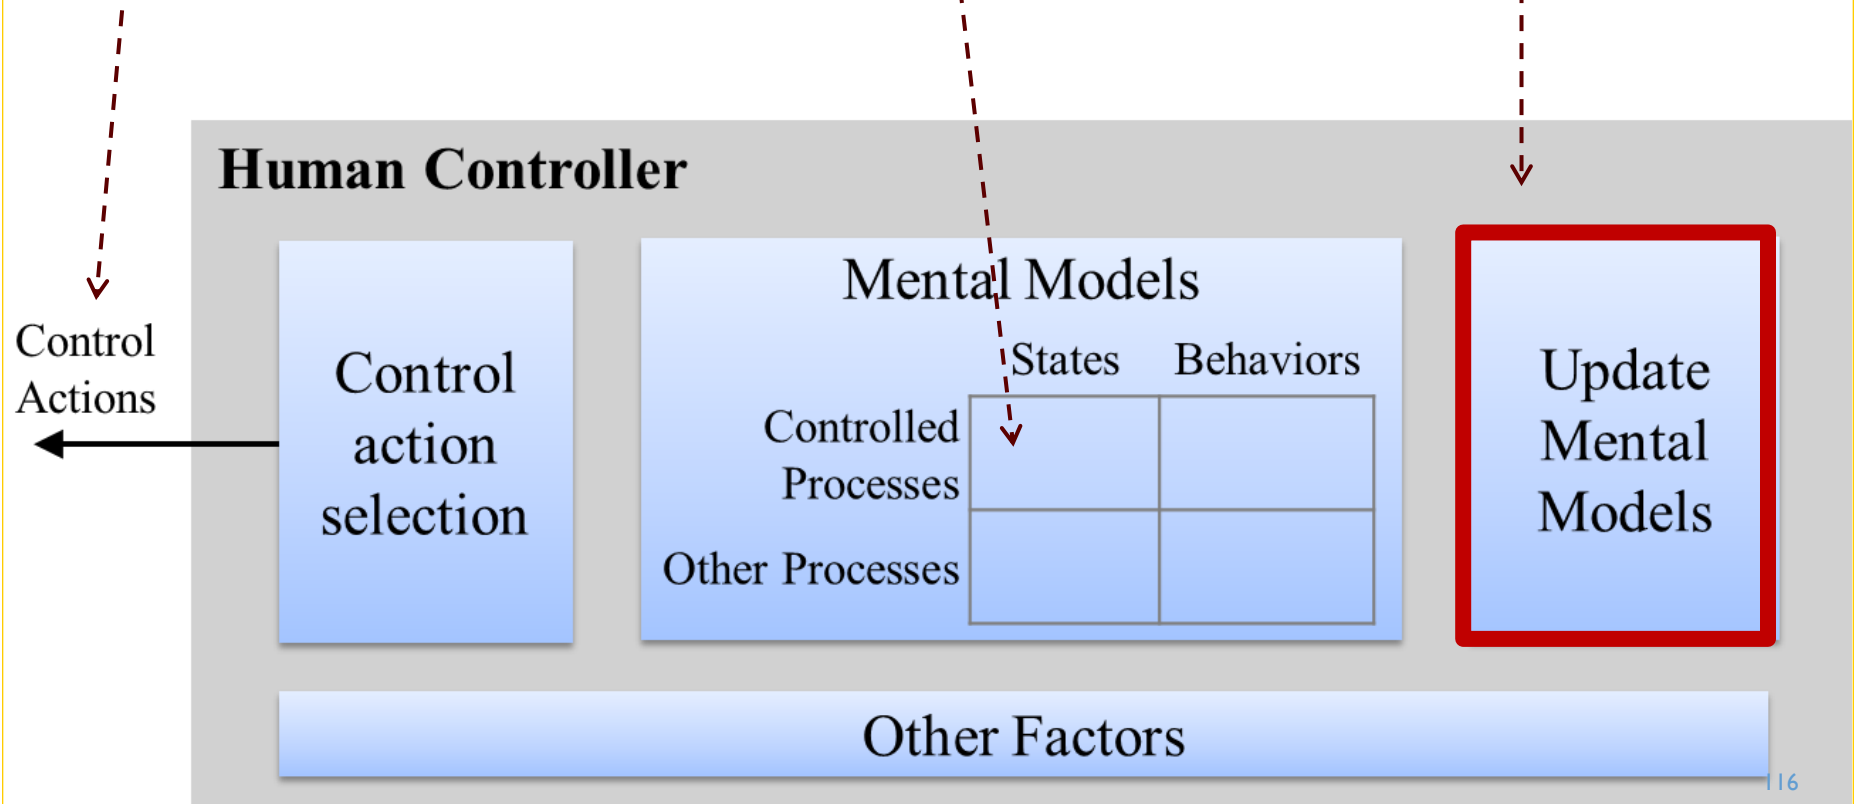 Human Controller
Control
Actions
Control
action
selection
Mental Models
States Behaviors
Controlled
Processes
Other Processes
Update
Mental
Models
Other Factors
116